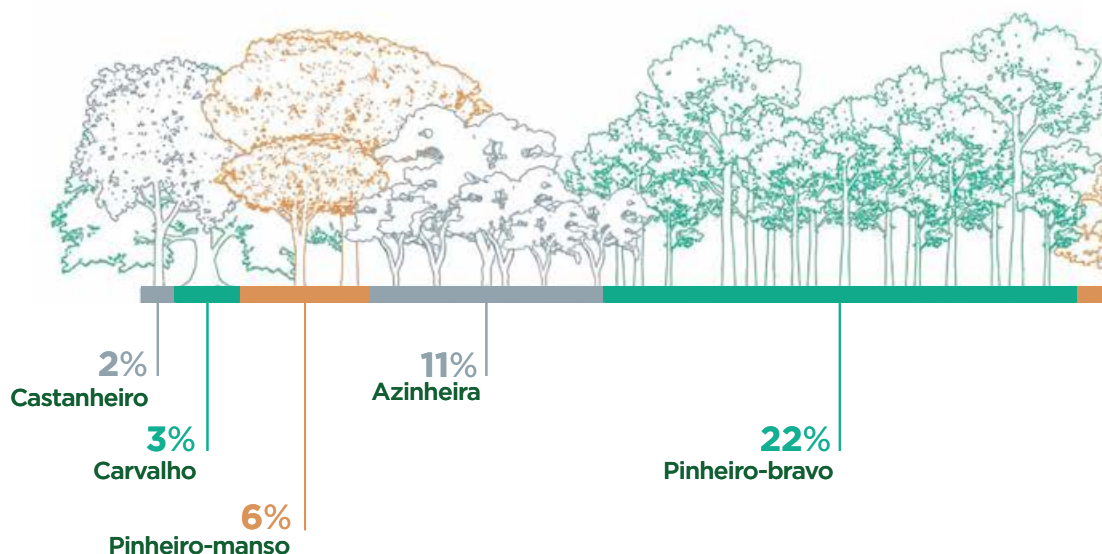 2%
Castanheiro
3%
Carvalho
6%
Pinheiro-manso
11%
Azinheira
22%
Pinheiro-bravo